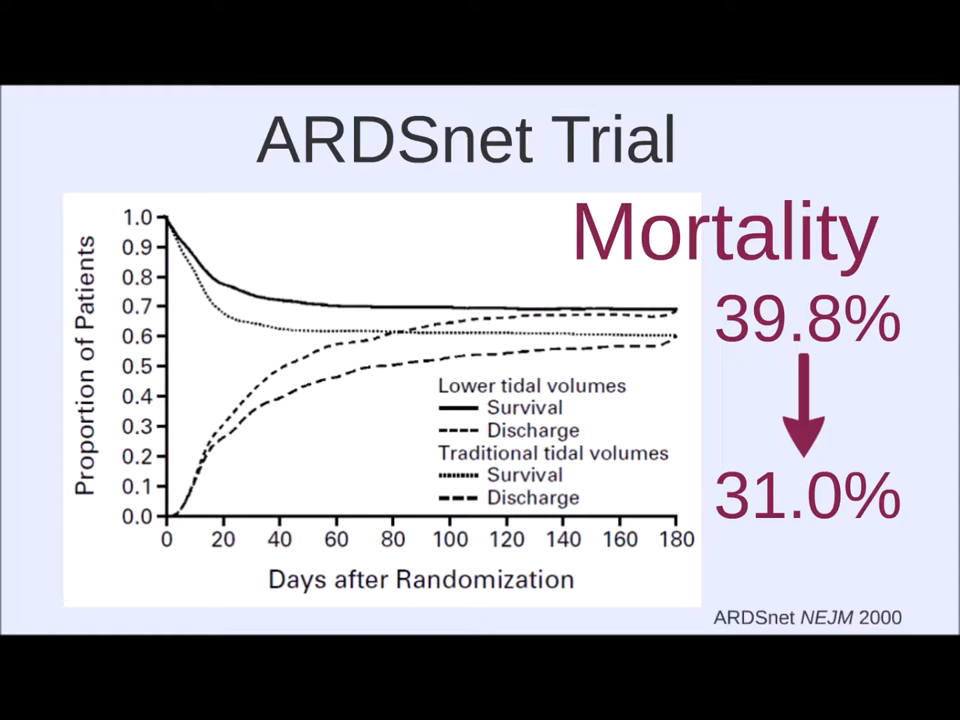 ARDSnet Trial
Mortality
39.8%
31.0%
Proportion of Patients
1.0
0.9
0.8
0.7
0.6
0.5
0.4
0.3
0.2
0.1
0.0
Lower tidal volumes
Survival
Discharge
Traditional tidal volumes
Survival
Discharge
0 20 40 60 80 100 120 140 160 180
Days after Randomization
ARDSnet NEJM 2000